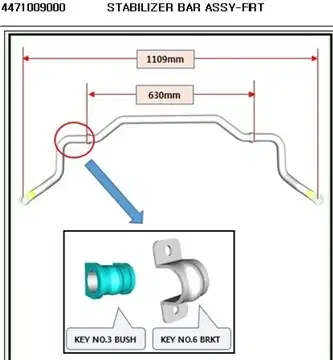 4471009000 STABILIZER BAR ASSY-FRT
1109mm
630mm
KEY NO.3 BUSH
KEY NO.6 BRKT